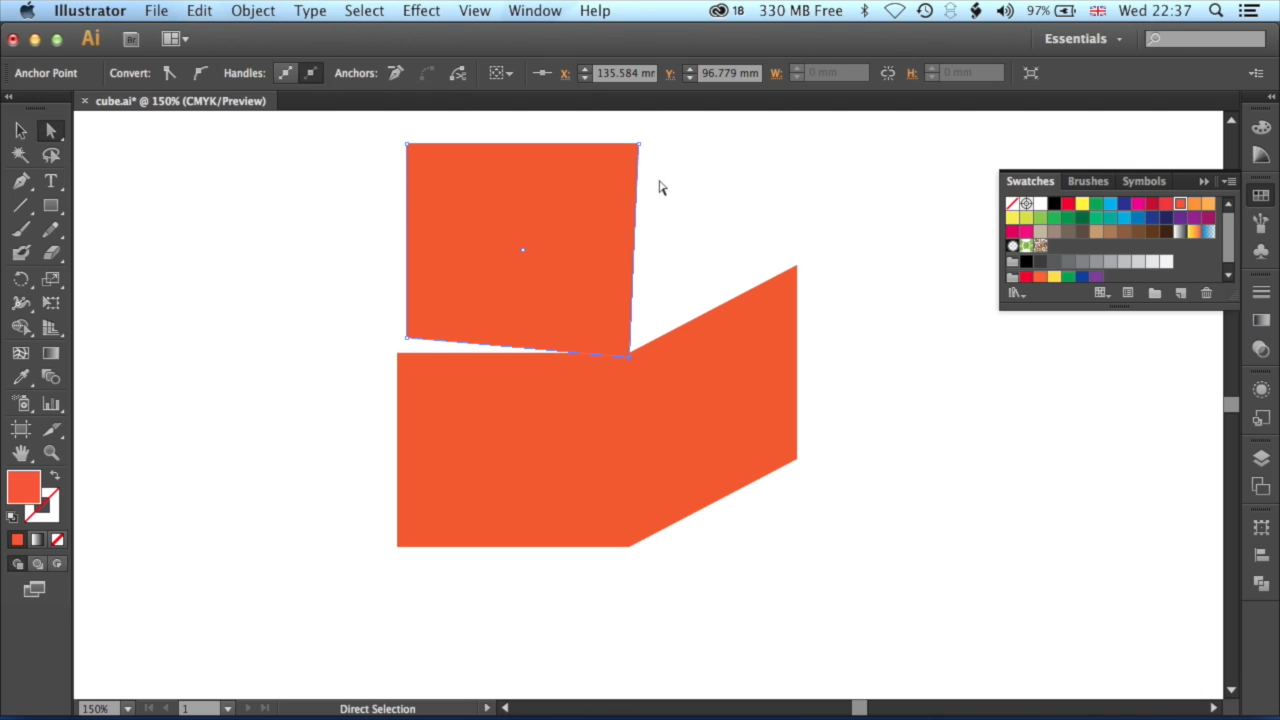 Illustrator File Edit Object Type Select Effect View Window Help 18 330 MB Free 97% Wed 22:37
Ai Br Essentials
Anchor Point Convert: Handles: Anchors: X: 135.584 mr Y: 96.779 mm W: 0 mm H: 0 mm
× cube.ai* @ 150% (CMYK/Preview)
T
Swatches Brushes Symbols
150% 1 Direct Selection